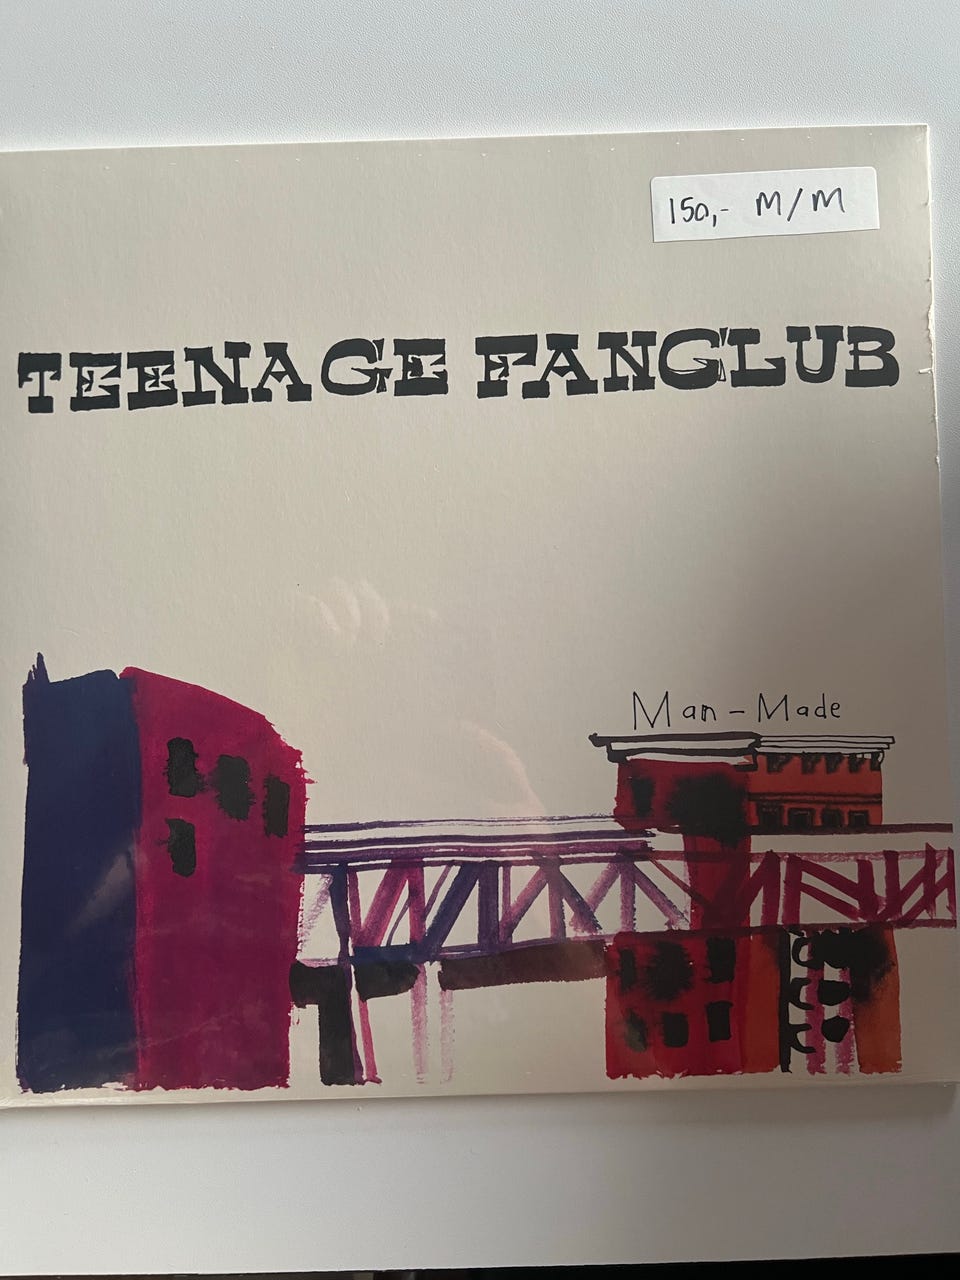 150,- M/M
TEENAGE FANCLUB
Man-Made